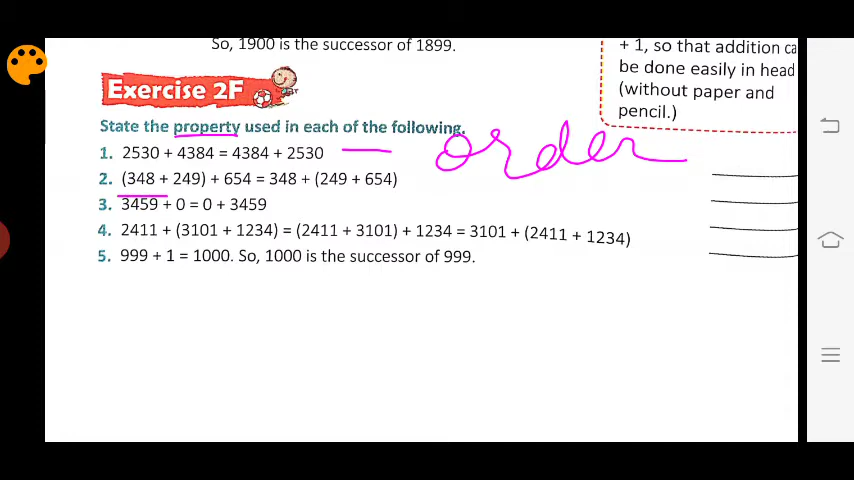 So, 1900 is the successor of 1899.
+ 1, so that addition ca
be done easily in head
(without paper and
pencil.)
Exercise 2F
State the property used in each of the following.
1. 2530 + 4384 = 4384 + 2530 — order
2. (348 + 249) + 654 = 348 + (249 + 654)
3. 3459 + 0 = 0 + 3459
4. 2411 + (3101 + 1234) = (2411 + 3101) + 1234 = 3101 + (2411 + 1234)
5. 999 + 1 = 1000. So, 1000 is the successor of 999.